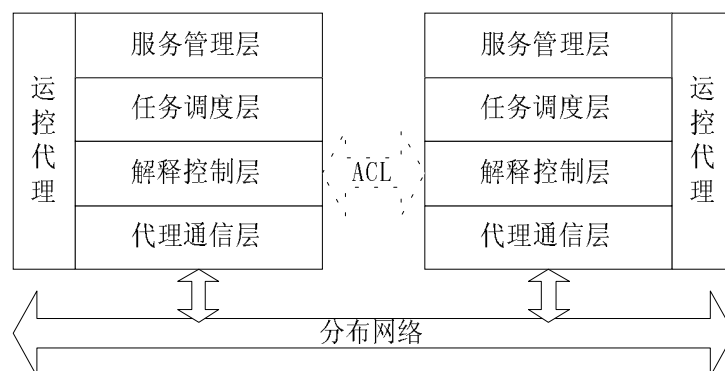 运控代理
服务管理层
任务调度层
解释控制层
代理通信层
ACL
服务管理层
任务调度层
解释控制层
代理通信层
运控代理
分布网络